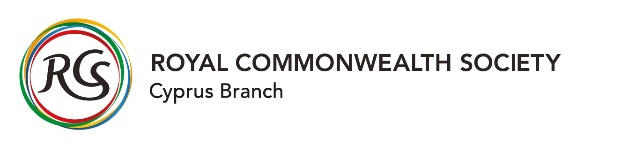 RCS
ROYAL COMMONWEALTH SOCIETY
Cyprus Branch